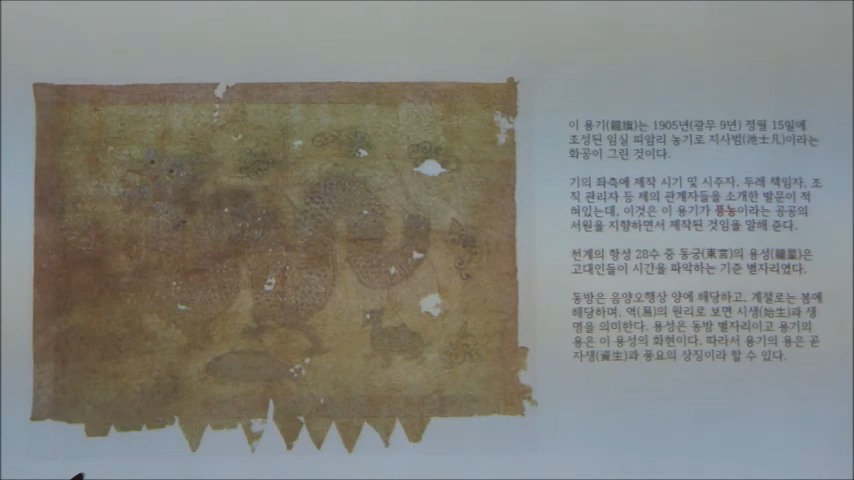 이 용기(龍旗)는 1905년(광무 9년) 정월 15일에
조성된 임실 피암리 농기로 지사범(池士凡)이라는
화공이 그린 것이다.
기의 좌측에 제작 시기 및 시주자, 두레 책임자, 조
직 관리자 등 제의 관계자들을 소개한 발문이 적
혀있는데, 이것은 이 용기가 풍농이라는 공공의
서원을 지향하면서 제작된 것임을 말해 준다.
천계의 항성 28수 중 동궁(東宮)의 용성(龍星)은
고대인들이 시간을 파악하는 기준 별자리였다.
동방은 음양오행상 양에 해당하고, 계절로는 봄에
해당하며, 역(易)의 원리로 보면 시생(始生)과 생
명을 의미한다. 용성은 동방 별자리이고 용기의
용은 이 용성의 화현이다. 따라서 용기의 용은 곧
자생(資生)과 풍요의 상징이라 할 수 있다.